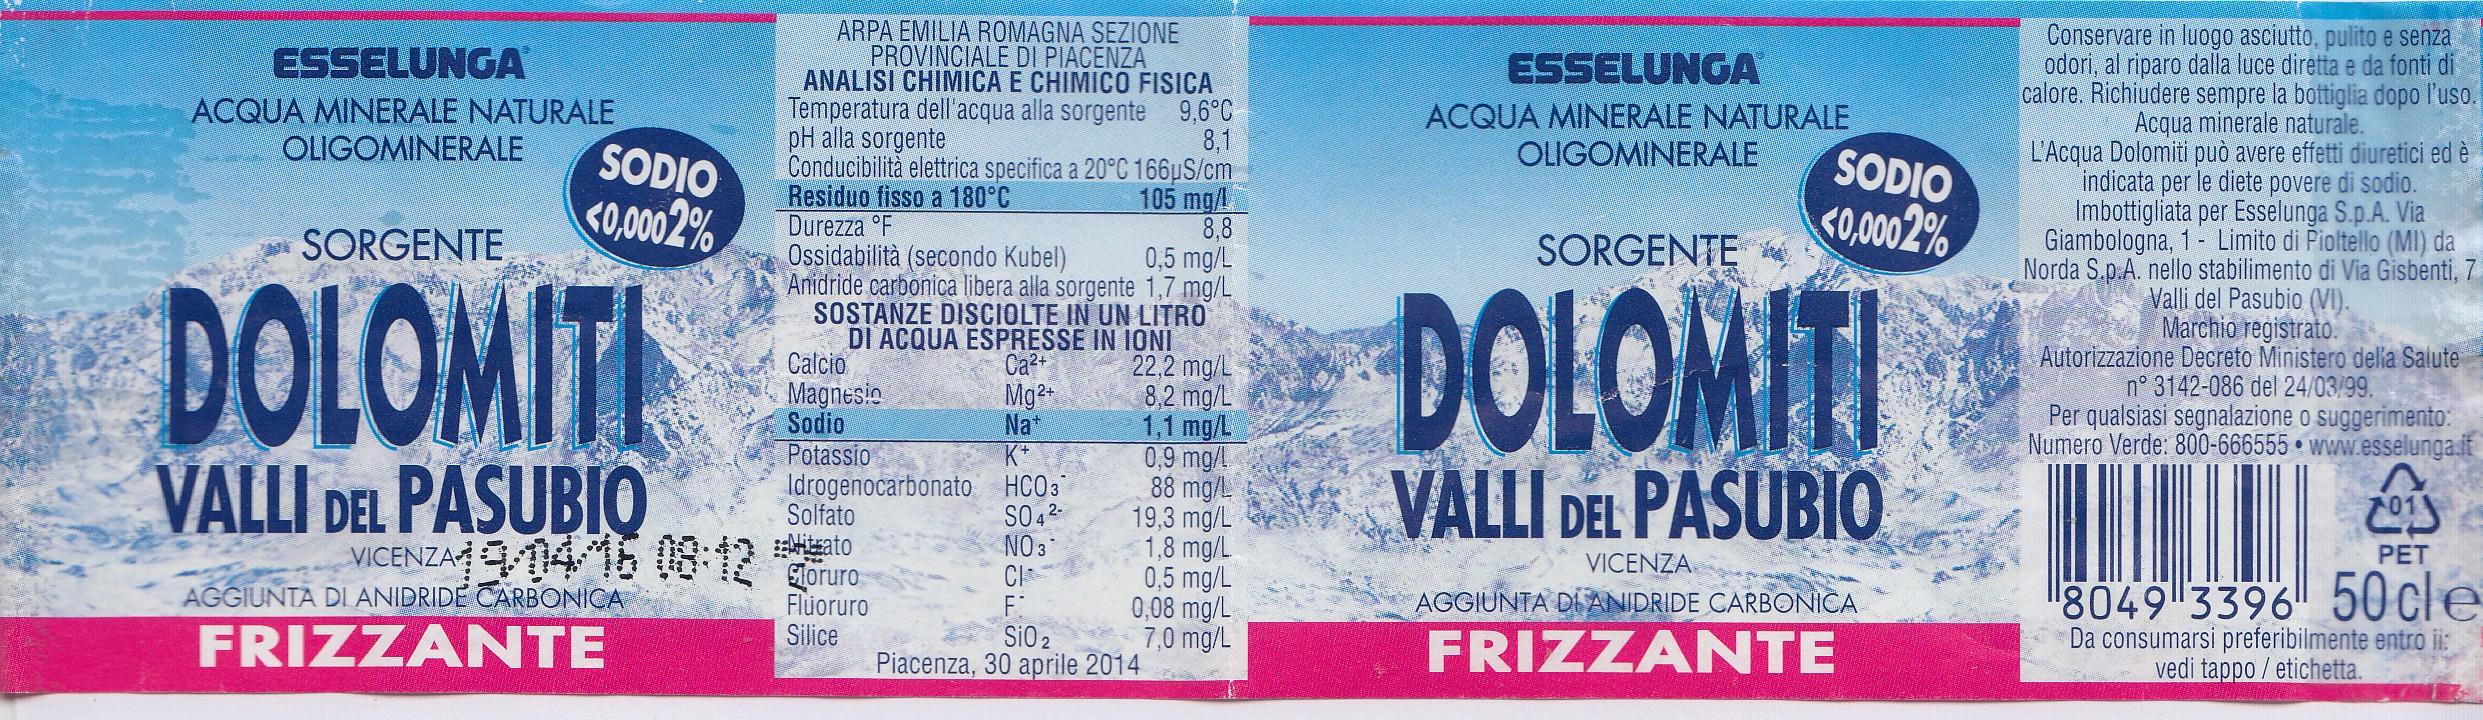 ESSELUNGA
ACQUA MINERALE NATURALE
OLIGOMINERALE
SODIO
<0,0002%
SORGENTE
DOLOMITI
VALLI DEL PASUBIO
VICENZA
19/04/16 08:12
AGGIUNTA DI ANIDRIDE CARBONICA
FRIZZANTE
ARPA EMILIA ROMAGNA SEZIONE
PROVINCIALE DI PIACENZA
ANALISI CHIMICA E CHIMICO FISICA
Temperatura dell'acqua alla sorgente 9,6°C
pH alla sorgente 8,1
Conducibilità elettrica specifica a 20°C 166µS/cm
Residuo fisso a 180°C 105 mg/l
Durezza °F 8,8
Ossidabilità (secondo Kubel) 0,5 mg/L
Anidride carbonica libera alla sorgente 1,7 mg/L
SOSTANZE DISCIOLTE IN UN LITRO
DI ACQUA ESPRESSE IN IONI
Calcio Ca²⁺ 22,2 mg/L
Magnesio Mg²⁺ 8,2 mg/L
Sodio Na⁺ 1,1 mg/L
Potassio K⁺ 0,9 mg/L
Idrogenocarbonato HCO₃⁻ 88 mg/L
Solfato SO₄²⁻ 19,3 mg/L
Nitrato NO₃⁻ 1,8 mg/L
Cloruro Cl⁻ 0,5 mg/L
Fluoruro F⁻ 0,08 mg/L
Silice SiO₂ 7,0 mg/L
Piacenza, 30 aprile 2014
ESSELUNGA
ACQUA MINERALE NATURALE
OLIGOMINERALE
SODIO
<0,0002%
SORGENTE
DOLOMITI
VALLI DEL PASUBIO
VICENZA
AGGIUNTA DI ANIDRIDE CARBONICA
FRIZZANTE
Conservare in luogo asciutto, pulito e senza
odori, al riparo dalla luce diretta e da fonti di
calore. Richiudere sempre la bottiglia dopo l'uso.
Acqua minerale naturale.
L'Acqua Dolomiti può avere effetti diuretici ed è
indicata per le diete povere di sodio.
Imbottigliata per Esselunga S.p.A. Via
Giambologna, 1 - Limito di Pioltello (MI) da
Norda S.p.A. nello stabilimento di Via Gisbenti, 7
Valli del Pasubio (VI).
Marchio registrato.
Autorizzazione Decreto Ministero della Salute
n° 3142-086 del 24/03/99.
Per qualsiasi segnalazione o suggerimento:
Numero Verde: 800-666555 • www.esselunga.it
01
PET
8049 3396
50 cl e
Da consumarsi preferibilmente entro il:
vedi tappo / etichetta.